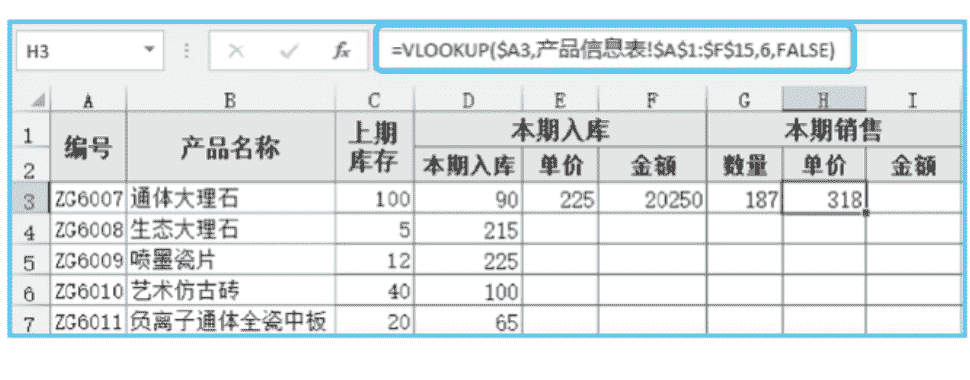 H3 fx =VLOOKUP($A3,产品信息表!$A$1:$F$15,6,FALSE)
A B C D E F G H I
1 编号 产品名称 上期库存 本期入库 本期销售
2 本期入库 单价 金额 数量 单价 金额
3 ZG6007 通体大理石 100 90 225 20250 187 318
4 ZG6008 生态大理石 5 215
5 ZG6009 喷墨瓷片 12 225
6 ZG6010 艺术仿古砖 40 100
7 ZG6011 负离子通体全瓷中板 20 65